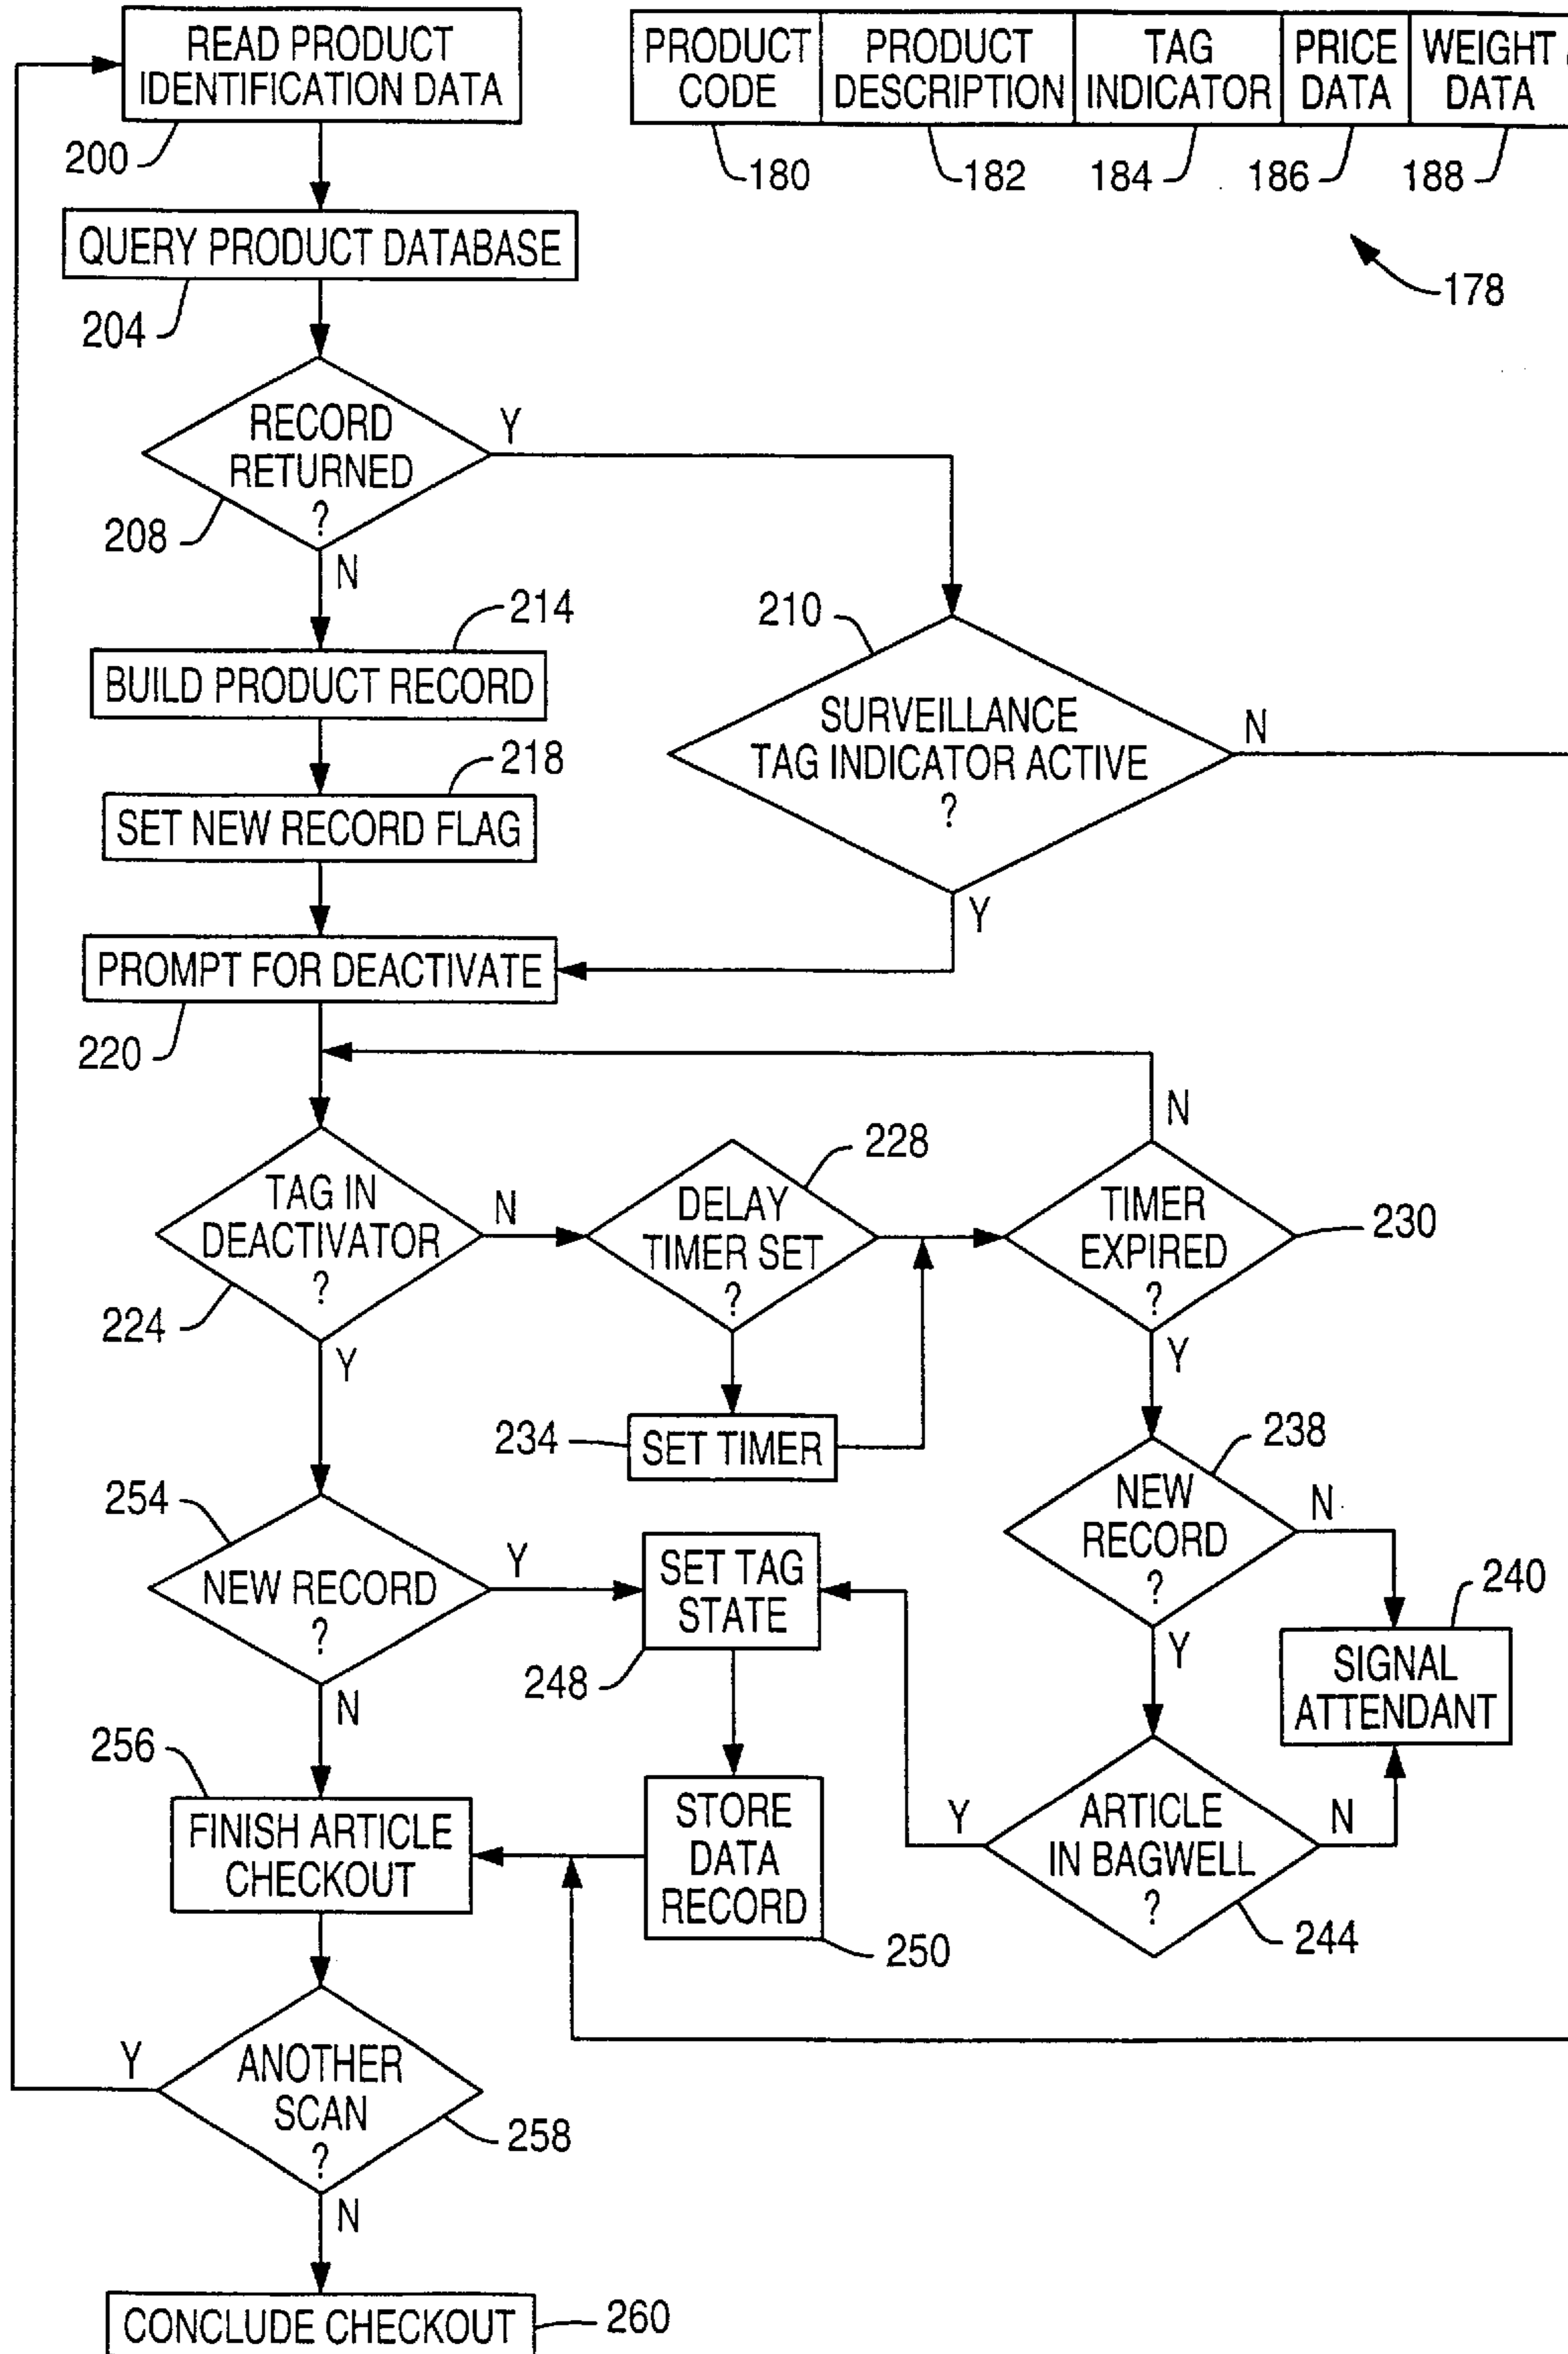 READ PRODUCT
IDENTIFICATION DATA
200
PRODUCT
CODE
PRODUCT
DESCRIPTION
TAG
INDICATOR
PRICE
DATA
WEIGHT
DATA
180
182
184
186
188
178
QUERY PRODUCT DATABASE
204
RECORD
RETURNED
?
Y
208
N
214
BUILD PRODUCT RECORD
210
SURVEILLANCE
TAG INDICATOR ACTIVE
?
N
Y
218
SET NEW RECORD FLAG
PROMPT FOR DEACTIVATE
220
TAG IN
DEACTIVATOR
?
N
224
Y
228
DELAY
TIMER SET
?
234
SET TIMER
N
TIMER
EXPIRED
?
230
Y
238
NEW
RECORD
?
N
Y
240
SIGNAL
ATTENDANT
254
NEW RECORD
?
Y
N
SET TAG
STATE
248
256
FINISH ARTICLE
CHECKOUT
STORE
DATA
RECORD
250
Y
ARTICLE
IN BAGWELL
?
N
244
Y
ANOTHER
SCAN
?
258
N
CONCLUDE CHECKOUT
260